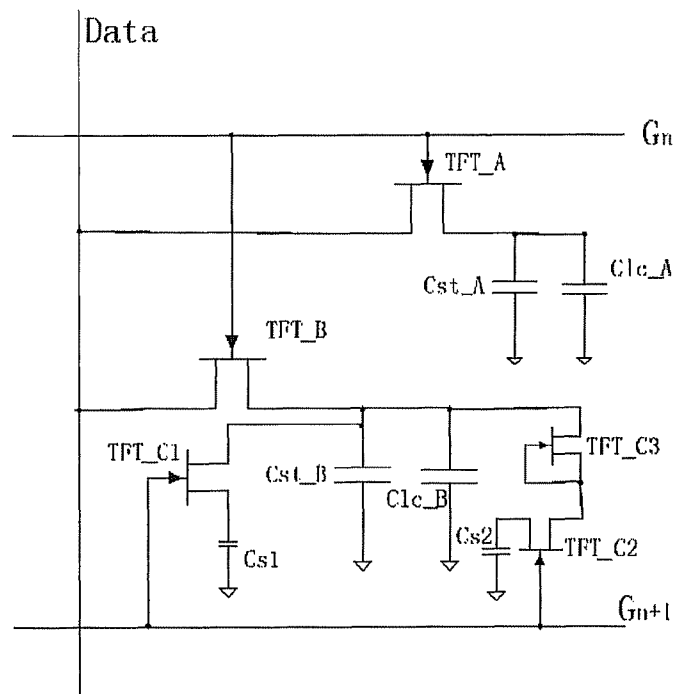 Data
Gn
TFT_A
Cst_A
Clc_A
TFT_B
TFT_C1
Cst_B
Clc_B
TFT_C3
Cs1
Cs2
TFT_C2
Gn+1